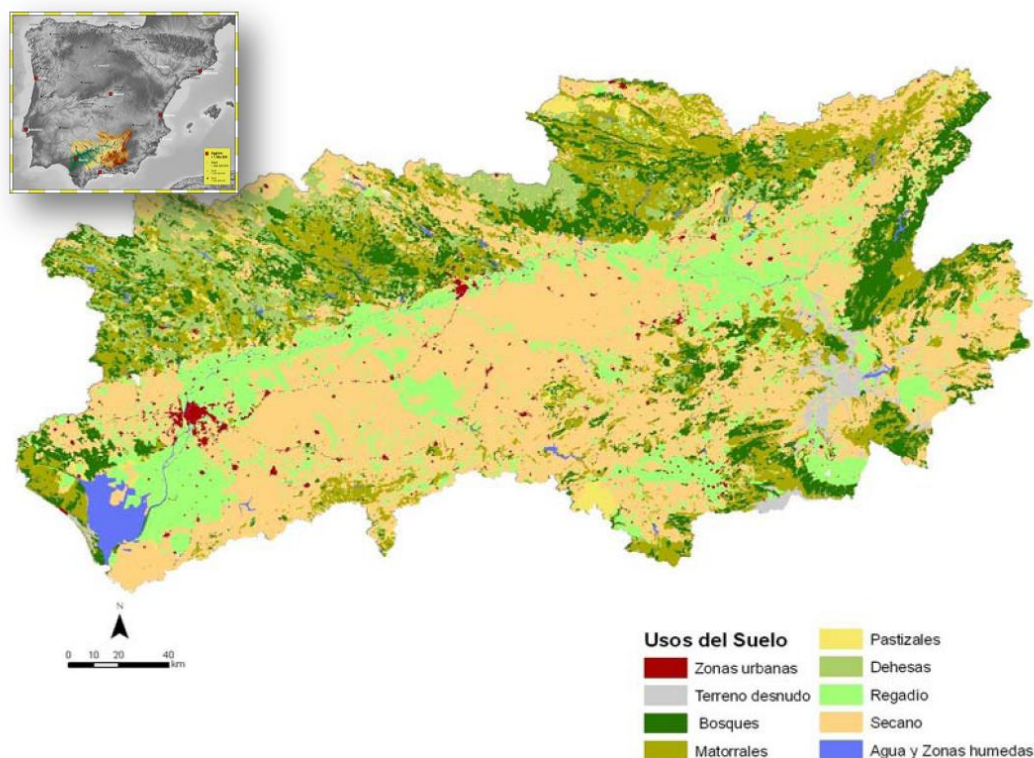 N
0 10 20 40
km
Usos del Suelo
Zonas urbanas
Terreno desnudo
Bosques
Matorrales
Pastizales
Dehesas
Regadio
Secano
Agua y Zonas humedas